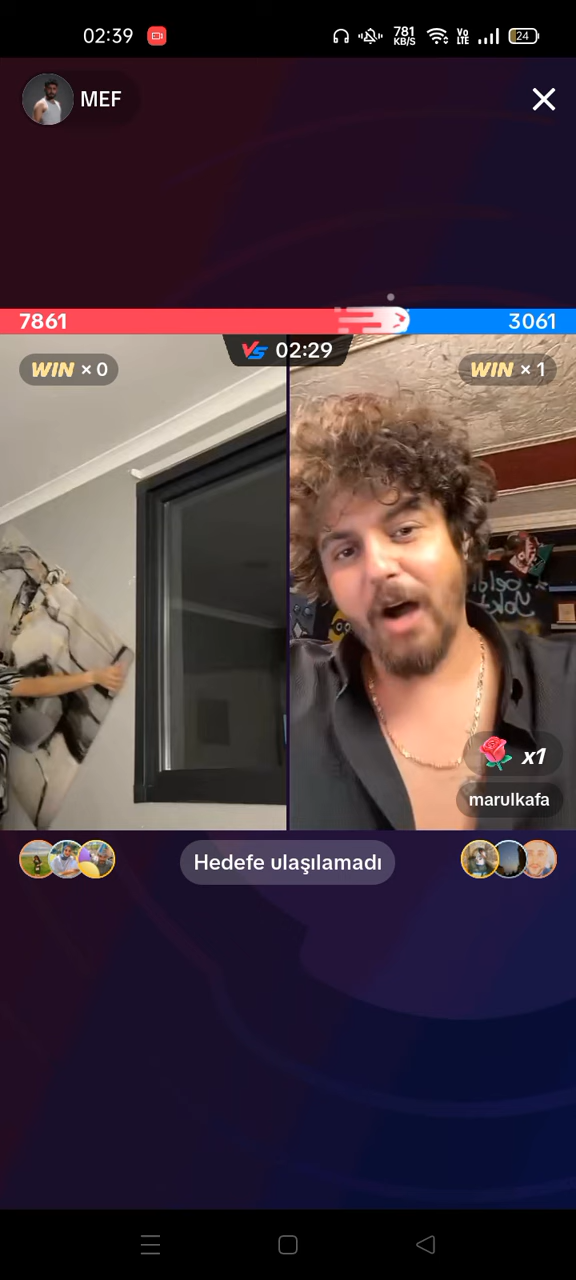 02:39
781
KB/S
Vo
LTE
24
MEF
7861
3061
VS 02:29
WIN × 0
WIN × 1
x1
marulkafa
Hedefe ulaşılamadı